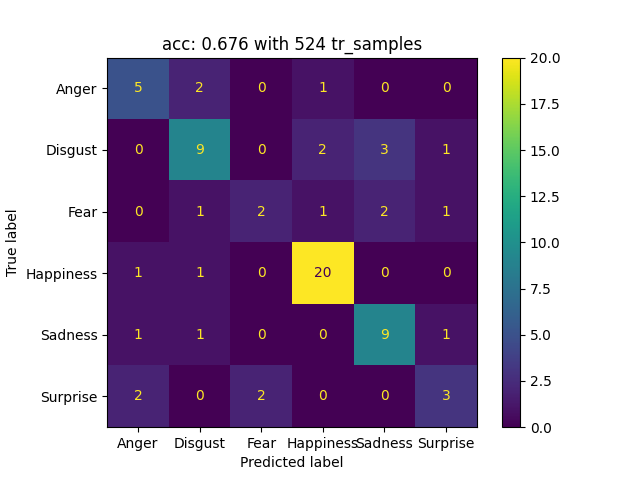 acc: 0.676 with 524 tr_samples
True label
Anger 5 2 0 1 0 0
Disgust 0 9 0 2 3 1
Fear 0 1 2 1 2 1
Happiness 1 1 0 20 0 0
Sadness 1 1 0 0 9 1
Surprise 2 0 2 0 0 3
Anger Disgust Fear Happiness Sadness Surprise
Predicted label
20.0
17.5
15.0
12.5
10.0
7.5
5.0
2.5
0.0